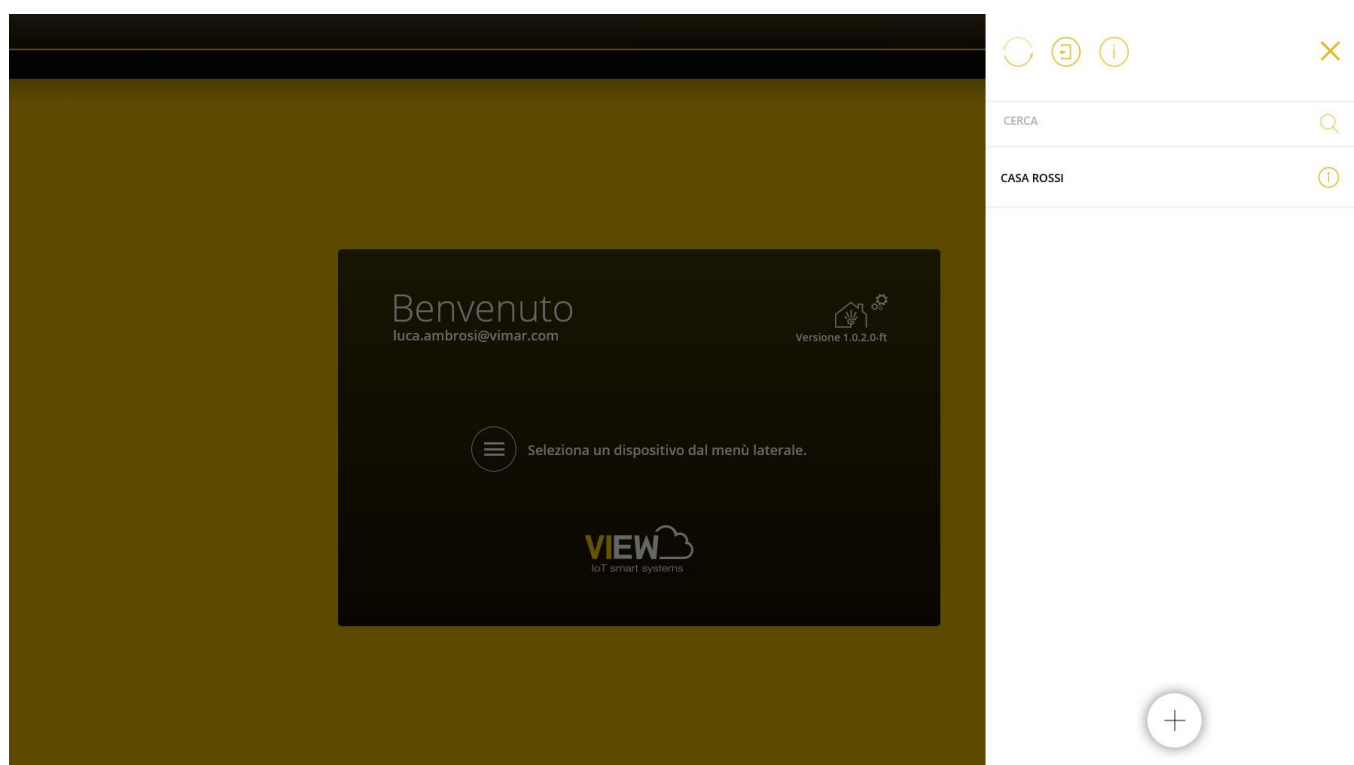 CERCA
CASA ROSSI
Benvenuto
luca.ambrosi@vimar.com
Versione 1.0.2.0-ft
Seleziona un dispositivo dal menù laterale.
VIEW
IoT smart systems